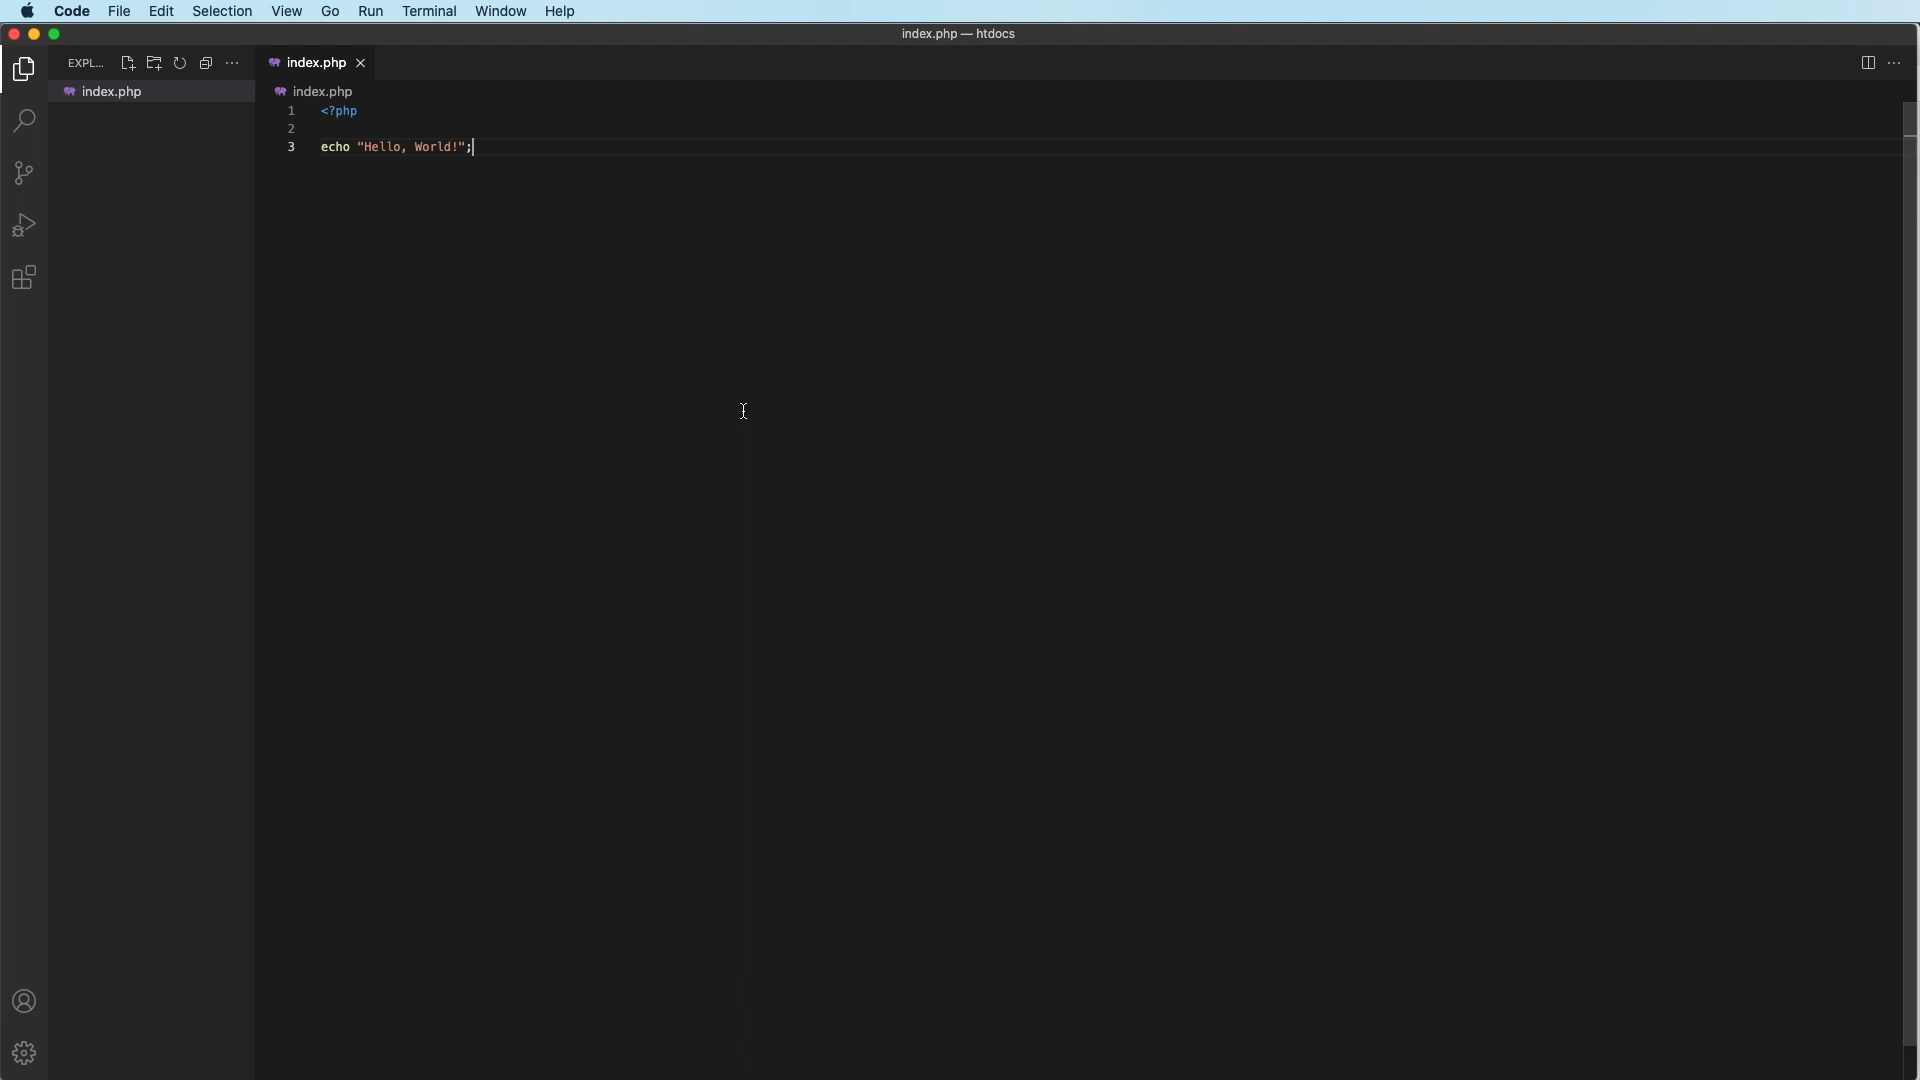 Code File Edit Selection View Go Run Terminal Window Help
index.php — htdocs
EXPL...
index.php
index.php
index.php
1 <?php
2
3 echo "Hello, World!";